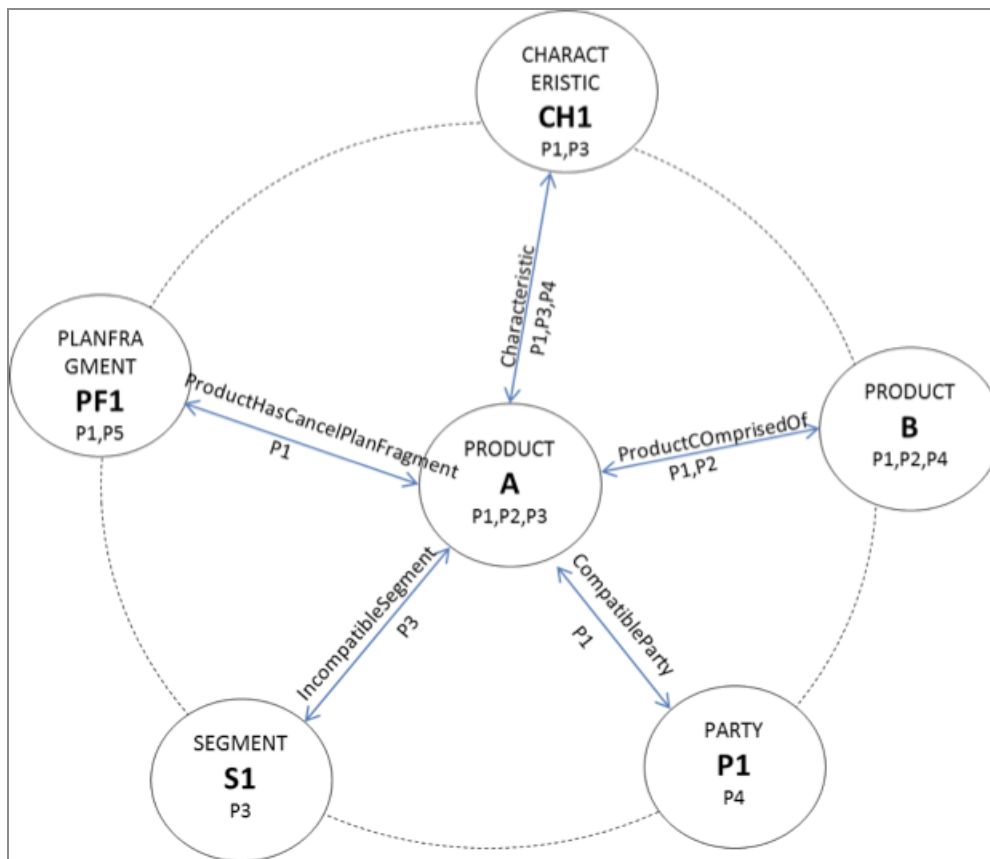 CHARACT
ERISTIC
CH1
P1,P3
Characteristic
P1,P3,P4
PLANFRA
GMENT
PF1
P1,P5
ProductHasCancelPlanFragment
P1
PRODUCT
A
P1,P2,P3
ProductCOmprisedOf
P1,P2
PRODUCT
B
P1,P2,P4
IncompatibleSegment
P3
CompatibleParty
P1
SEGMENT
S1
P3
PARTY
P1
P4